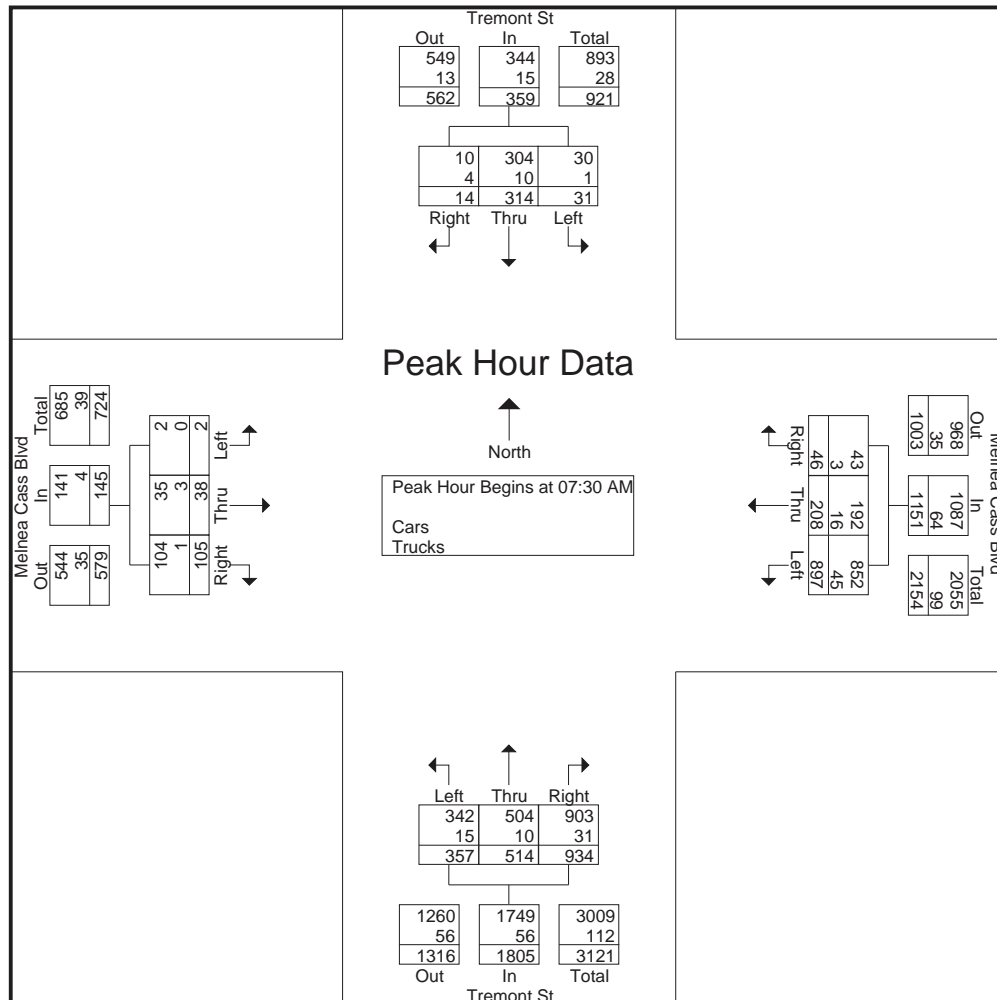 Tremont St
Out In Total
549 344 893
13 15 28
562 359 921
10 304 30
4 10 1
14 314 31
Right Thru Left
Peak Hour Data
North
Peak Hour Begins at 07:30 AM
Cars
Trucks
Melnea Cass Blvd
Out In Total
544 141 685
35 4 39
579 145 724
Right Thru Left
104 35 2
1 3 0
105 38 2
Melnea Cass Blvd
Out In Total
968 1087 2055
35 64 99
1003 1151 2154
Right Thru Left
43 192 852
3 16 45
46 208 897
Left Thru Right
342 504 903
15 10 31
357 514 934
1260 1749 3009
56 56 112
1316 1805 3121
Out In Total
Tremont St